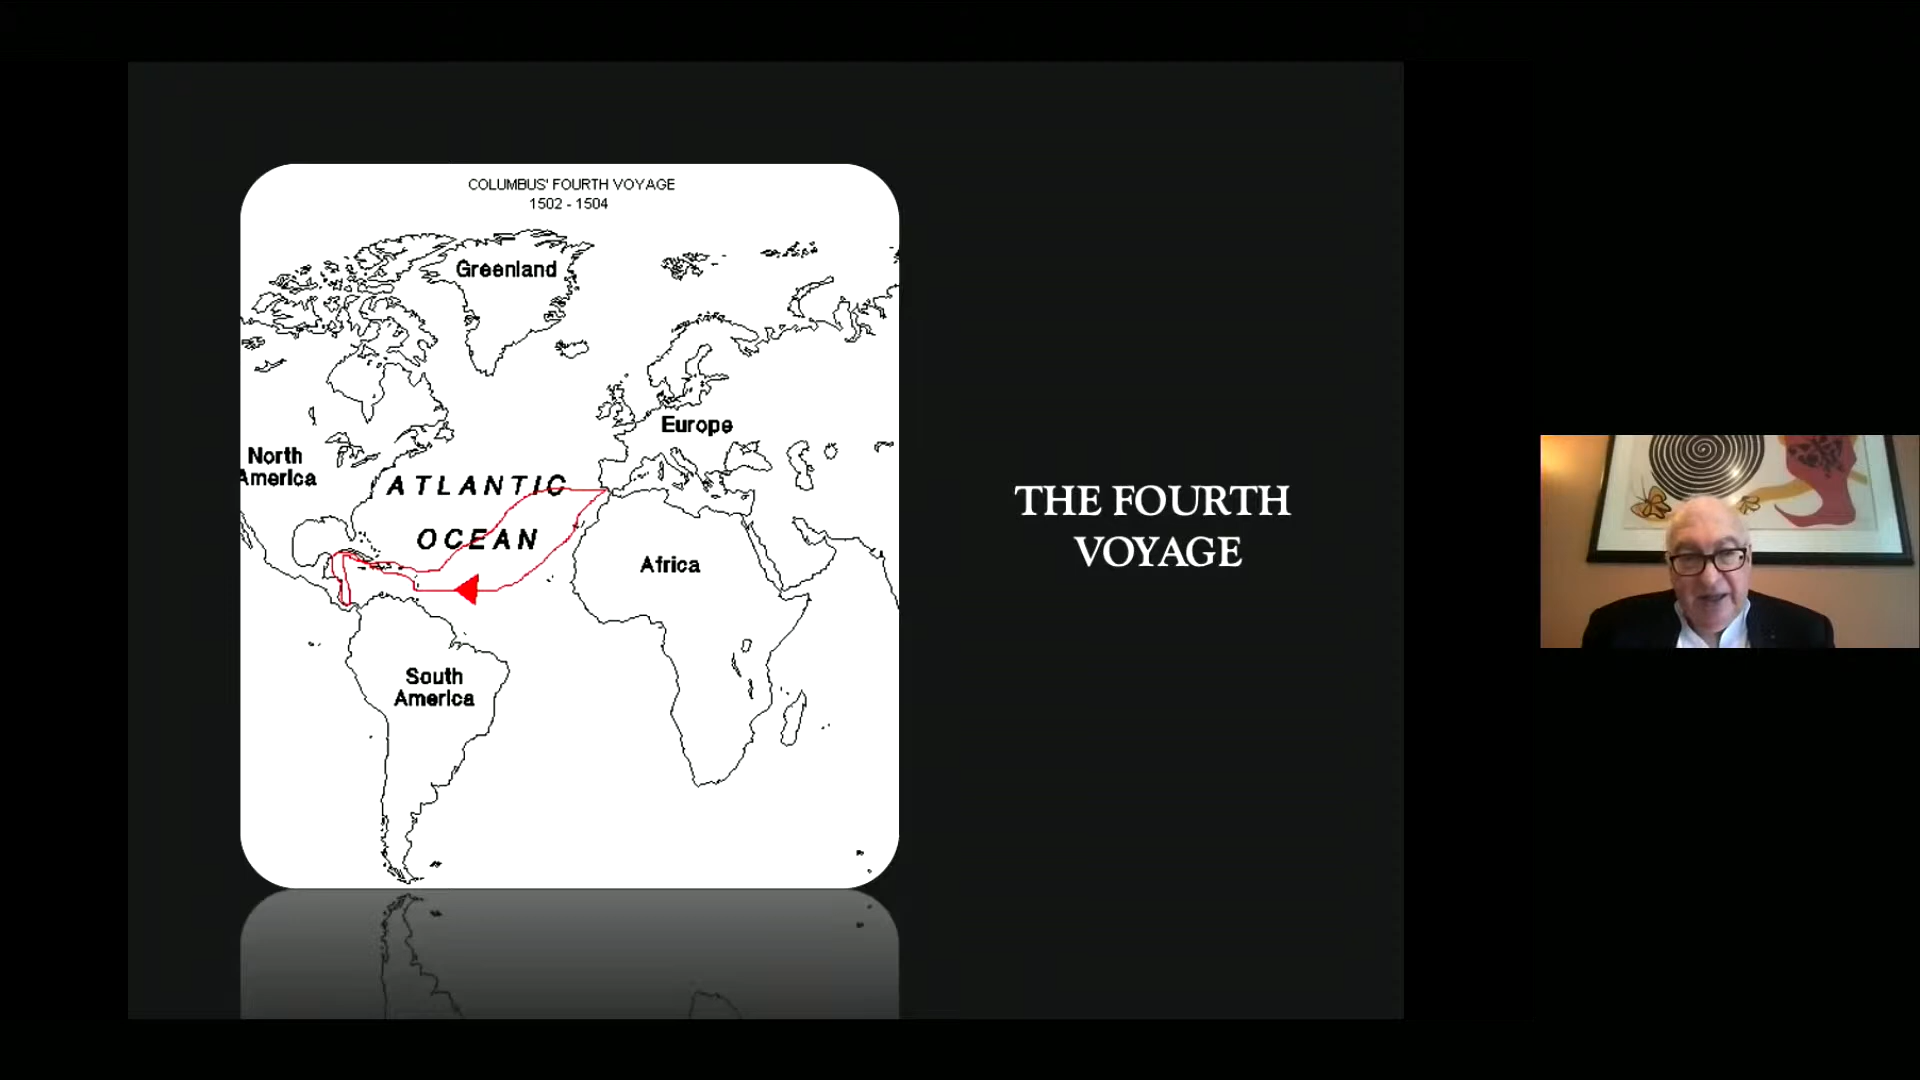 COLUMBUS' FOURTH VOYAGE
1502 - 1504
Greenland
Europe
North
America
ATLANTIC
OCEAN
Africa
South
America
THE FOURTH
VOYAGE